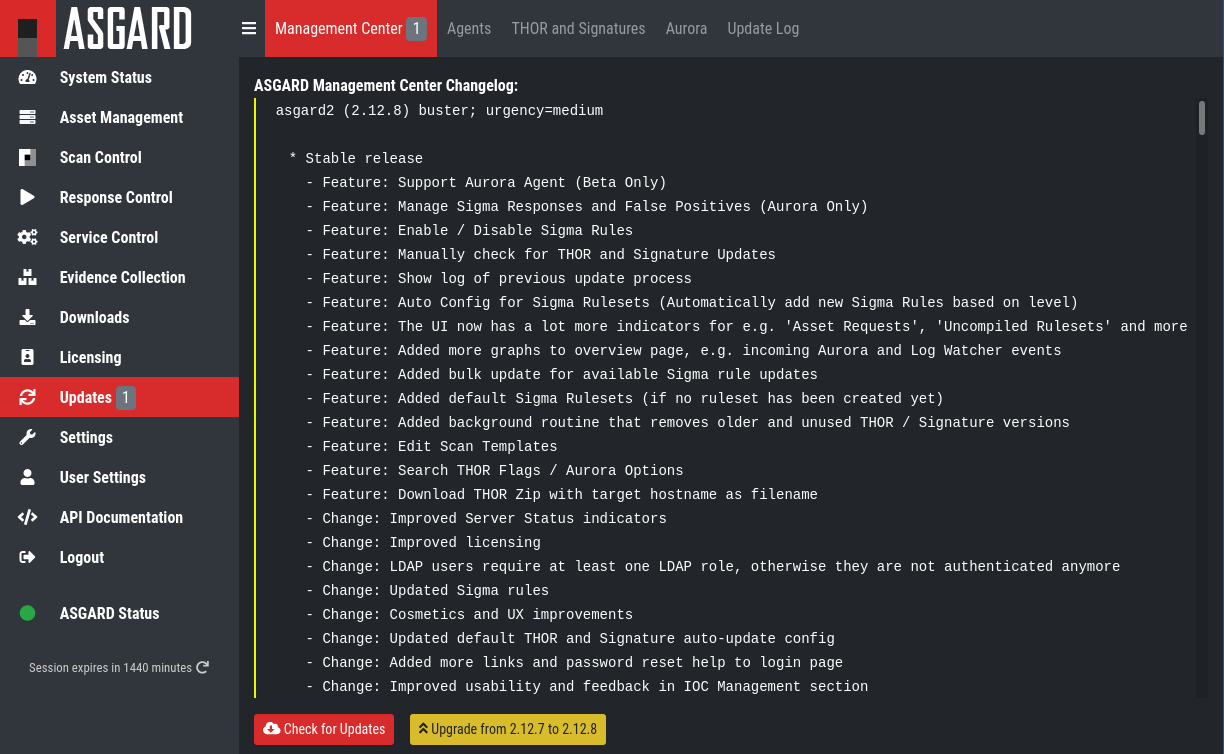 ASGARD
Management Center 1
Agents
THOR and Signatures
Aurora
Update Log
System Status
Asset Management
Scan Control
Response Control
Service Control
Evidence Collection
Downloads
Licensing
Updates 1
Settings
User Settings
API Documentation
Logout
ASGARD Status
Session expires in 1440 minutes
ASGARD Management Center Changelog:
asgard2 (2.12.8) buster; urgency=medium
* Stable release
- Feature: Support Aurora Agent (Beta Only)
- Feature: Manage Sigma Responses and False Positives (Aurora Only)
- Feature: Enable / Disable Sigma Rules
- Feature: Manually check for THOR and Signature Updates
- Feature: Show log of previous update process
- Feature: Auto Config for Sigma Rulesets (Automatically add new Sigma Rules based on level)
- Feature: The UI now has a lot more indicators for e.g. 'Asset Requests', 'Uncompiled Rulesets' and more
- Feature: Added more graphs to overview page, e.g. incoming Aurora and Log Watcher events
- Feature: Added bulk update for available Sigma rule updates
- Feature: Added default Sigma Rulesets (if no ruleset has been created yet)
- Feature: Added background routine that removes older and unused THOR / Signature versions
- Feature: Edit Scan Templates
- Feature: Search THOR Flags / Aurora Options
- Feature: Download THOR Zip with target hostname as filename
- Change: Improved Server Status indicators
- Change: Improved licensing
- Change: LDAP users require at least one LDAP role, otherwise they are not authenticated anymore
- Change: Updated Sigma rules
- Change: Cosmetics and UX improvements
- Change: Updated default THOR and Signature auto-update config
- Change: Added more links and password reset help to login page
- Change: Improved usability and feedback in IOC Management section
Check for Updates
Upgrade from 2.12.7 to 2.12.8